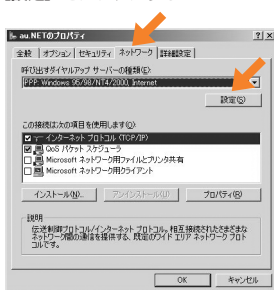 au.NETのプロパティ
全般 オプション セキュリティ ネットワーク 詳細設定
呼び出すダイヤルアップ サーバーの種類(E):
PPP: Windows 95/98/NT4/2000, Internet
設定(S)
この接続は次の項目を使用します(O):
インターネット プロトコル (TCP/IP)
QoS パケット スケジューラ
Microsoft ネットワーク用ファイルとプリンタ共有
Microsoft ネットワーク用クライアント
インストール(N)... アンインストール(U) プロパティ(R)
説明
伝送制御プロトコル/インターネット プロトコル。相互接続されたさまざまな
ネットワーク間の通信を提供する、既定のワイド エリア ネットワーク プロト
コルです。
OK キャンセル